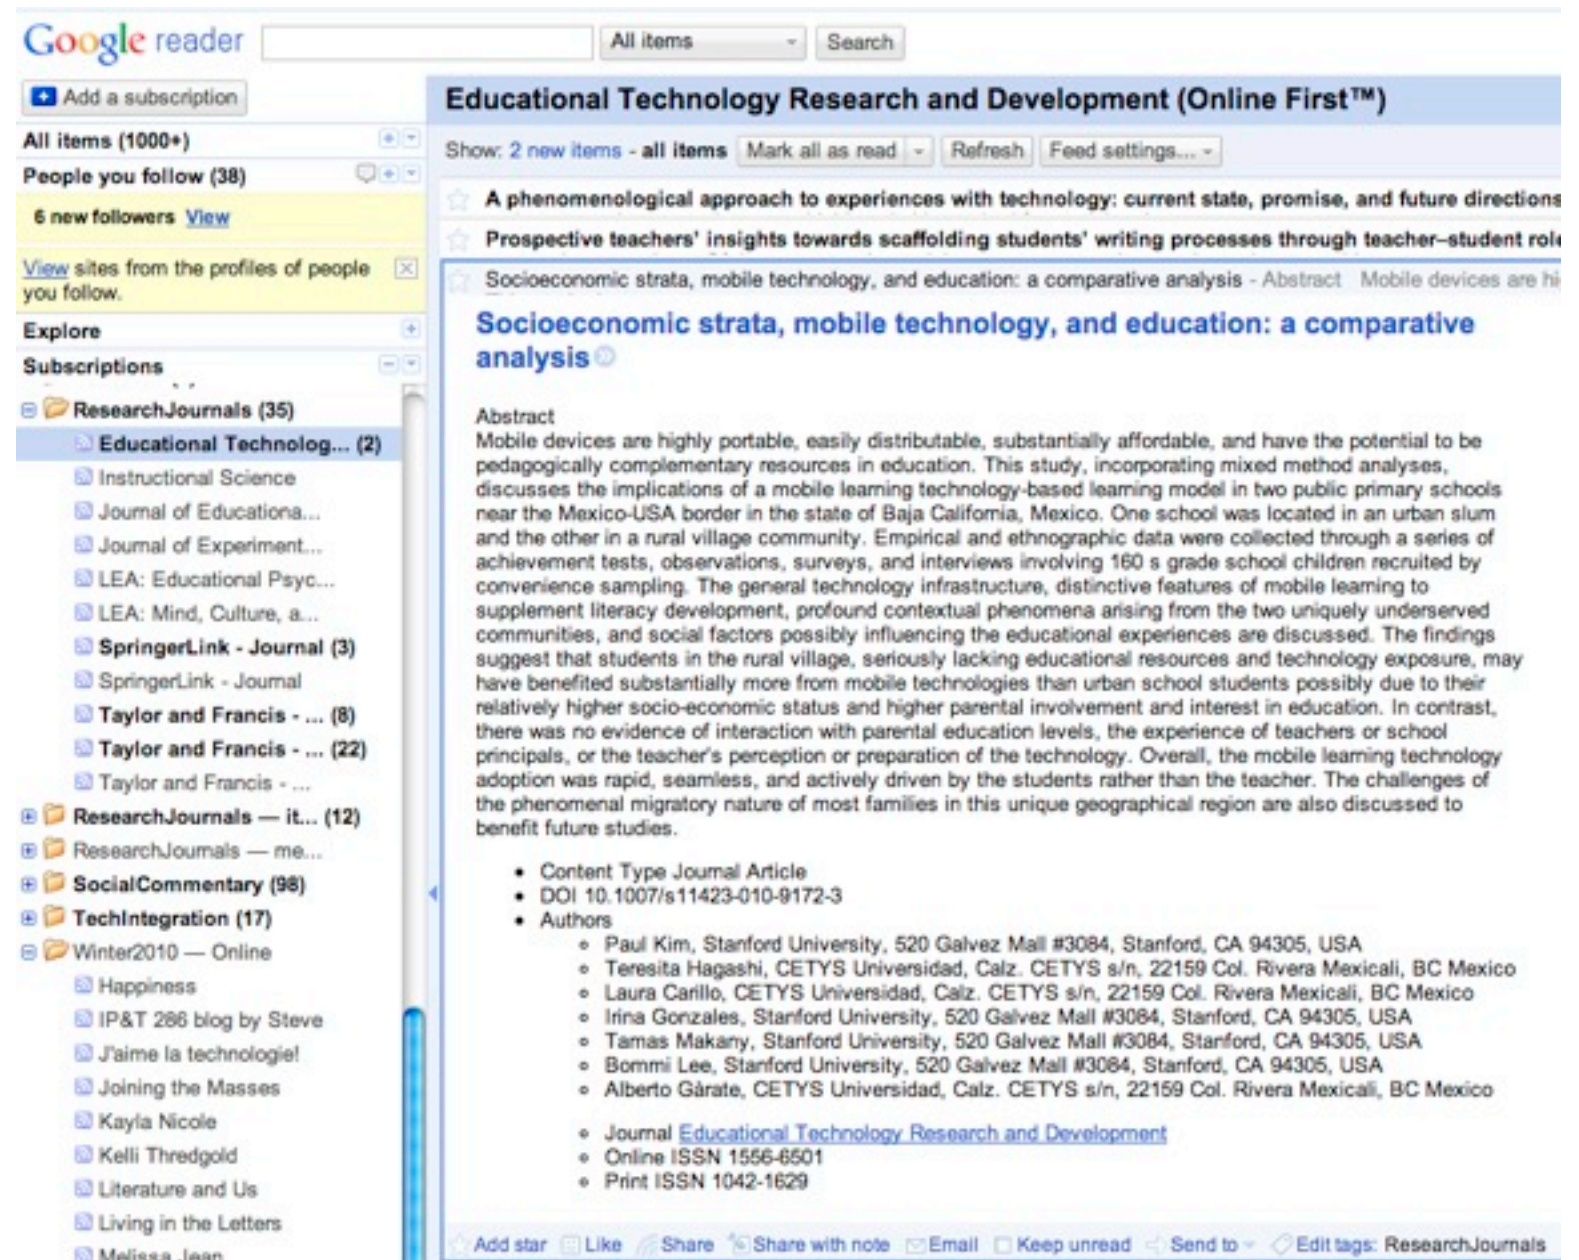 Google reader
All items
Search
Add a subscription
All items (1000+)
People you follow (38)
6 new followers View
View sites from the profiles of people
you follow.
Explore
Subscriptions
ResearchJournals (35)
Educational Technolog... (2)
Instructional Science
Journal of Educationa...
Journal of Experiment...
LEA: Educational Psyc...
LEA: Mind, Culture, a...
SpringerLink - Journal (3)
SpringerLink - Journal
Taylor and Francis - ... (8)
Taylor and Francis - ... (22)
Taylor and Francis - ...
ResearchJournals — it... (12)
ResearchJournals — me...
SocialCommentary (98)
TechIntegration (17)
Winter2010 — Online
Happiness
IP&T 286 blog by Steve
J'aime la technologie!
Joining the Masses
Kayla Nicole
Kelli Thredgold
Literature and Us
Living in the Letters
Melissa Jean
Educational Technology Research and Development (Online First™)
Show: 2 new items - all items Mark all as read Refresh Feed settings...
A phenomenological approach to experiences with technology: current state, promise, and future directions
Prospective teachers' insights towards scaffolding students' writing processes through teacher–student role
Socioeconomic strata, mobile technology, and education: a comparative analysis - Abstract Mobile devices are hi
Socioeconomic strata, mobile technology, and education: a comparative
analysis
Abstract
Mobile devices are highly portable, easily distributable, substantially affordable, and have the potential to be
pedagogically complementary resources in education. This study, incorporating mixed method analyses,
discusses the implications of a mobile learning technology-based learning model in two public primary schools
near the Mexico-USA border in the state of Baja California, Mexico. One school was located in an urban slum
and the other in a rural village community. Empirical and ethnographic data were collected through a series of
achievement tests, observations, surveys, and interviews involving 160 s grade school children recruited by
convenience sampling. The general technology infrastructure, distinctive features of mobile learning to
supplement literacy development, profound contextual phenomena arising from the two uniquely underserved
communities, and social factors possibly influencing the educational experiences are discussed. The findings
suggest that students in the rural village, seriously lacking educational resources and technology exposure, may
have benefited substantially more from mobile technologies than urban school students possibly due to their
relatively higher socio-economic status and higher parental involvement and interest in education. In contrast,
there was no evidence of interaction with parental education levels, the experience of teachers or school
principals, or the teacher's perception or preparation of the technology. Overall, the mobile learning technology
adoption was rapid, seamless, and actively driven by the students rather than the teacher. The challenges of
the phenomenal migratory nature of most families in this unique geographical region are also discussed to
benefit future studies.
Content Type Journal Article
DOI 10.1007/s11423-010-9172-3
Authors
Paul Kim, Stanford University, 520 Galvez Mall #3084, Stanford, CA 94305, USA
Teresita Hagashi, CETYS Universidad, Calz. CETYS s/n, 22159 Col. Rivera Mexicali, BC Mexico
Laura Carillo, CETYS Universidad, Calz. CETYS s/n, 22159 Col. Rivera Mexicali, BC Mexico
Irina Gonzales, Stanford University, 520 Galvez Mall #3084, Stanford, CA 94305, USA
Tamas Makany, Stanford University, 520 Galvez Mall #3084, Stanford, CA 94305, USA
Bommi Lee, Stanford University, 520 Galvez Mall #3084, Stanford, CA 94305, USA
Alberto Gàrate, CETYS Universidad, Calz. CETYS s/n, 22159 Col. Rivera Mexicali, BC Mexico
Journal Educational Technology Research and Development
Online ISSN 1556-6501
Print ISSN 1042-1629
Add star Like Share Share with note Email Keep unread Send to Edit tags: ResearchJournals